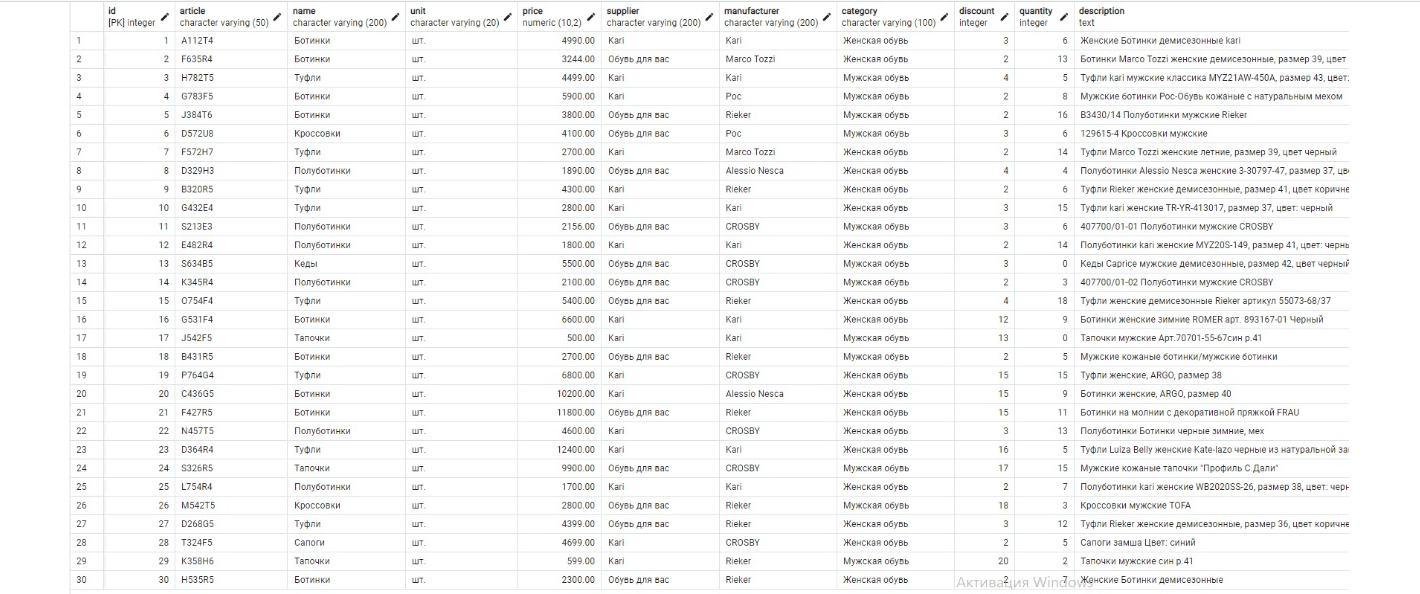 id article name unit price supplier manufacturer category discount quantity description
[PK] integer character varying (50) character varying (200) character varying (20) numeric (10,2) character varying (200) character varying (200) character varying (100) integer integer text
1 1 A112T4 Ботинки шт. 4990.00 Kari Kari Женская обувь 3 6 Женские Ботинки демисезонные kari
2 2 F635R4 Ботинки шт. 3244.00 Обувь для вас Marco Tozzi Женская обувь 2 13 Ботинки Marco Tozzi женские демисезонные, размер 39, цвет
3 3 H782T5 Туфли шт. 4499.00 Kari Kari Мужская обувь 4 5 Туфли kari мужские классика MYZ21AW-450A, размер 43, цвет:
4 4 G783F5 Ботинки шт. 5900.00 Kari Рос Мужская обувь 2 8 Мужские ботинки Рос-Обувь кожаные с натуральным мехом
5 5 J384T6 Ботинки шт. 3800.00 Обувь для вас Rieker Мужская обувь 2 16 B3430/14 Полуботинки мужские Rieker
6 6 D572U8 Кроссовки шт. 4100.00 Обувь для вас Рос Мужская обувь 3 6 129615-4 Кроссовки мужские
7 7 F572H7 Туфли шт. 2700.00 Kari Marco Tozzi Женская обувь 2 14 Туфли Marco Tozzi женские летние, размер 39, цвет черный
8 8 D329H3 Полуботинки шт. 1890.00 Обувь для вас Alessio Nesca Женская обувь 4 4 Полуботинки Alessio Nesca женские 3-30797-47, размер 37, цв
9 9 B320R5 Туфли шт. 4300.00 Kari Rieker Женская обувь 2 6 Туфли Rieker женские демисезонные, размер 41, цвет коричне
10 10 G432E4 Туфли шт. 2800.00 Kari Kari Женская обувь 3 15 Туфли kari женские TR-YR-413017, размер 37, цвет: черный
11 11 S213E3 Полуботинки шт. 2156.00 Обувь для вас CROSBY Мужская обувь 3 6 407700/01-01 Полуботинки мужские CROSBY
12 12 E482R4 Полуботинки шт. 1800.00 Kari Kari Женская обувь 2 14 Полуботинки kari женские MYZ20S-149, размер 41, цвет: чернь
13 13 S634B5 Кеды шт. 5500.00 Обувь для вас CROSBY Мужская обувь 3 0 Кеды Caprice мужские демисезонные, размер 42, цвет черный
14 14 K345R4 Полуботинки шт. 2100.00 Обувь для вас CROSBY Мужская обувь 2 3 407700/01-02 Полуботинки мужские CROSBY
15 15 O754F4 Туфли шт. 5400.00 Обувь для вас Rieker Женская обувь 4 18 Туфли женские демисезонные Rieker артикул 55073-68/37
16 16 G531F4 Ботинки шт. 6600.00 Kari Kari Женская обувь 12 9 Ботинки женские зимние ROMER арт. 893167-01 Черный
17 17 J542F5 Тапочки шт. 500.00 Kari Kari Мужская обувь 13 0 Тапочки мужские Арт.70701-55-67син р.41
18 18 B431R5 Ботинки шт. 2700.00 Обувь для вас Rieker Мужская обувь 2 5 Мужские кожаные ботинки/мужские ботинки
19 19 P764G4 Туфли шт. 6800.00 Kari CROSBY Женская обувь 15 15 Туфли женские, ARGO, размер 38
20 20 C436G5 Ботинки шт. 10200.00 Kari Alessio Nesca Женская обувь 15 9 Ботинки женские, ARGO, размер 40
21 21 F427R5 Ботинки шт. 11800.00 Обувь для вас Rieker Женская обувь 15 11 Ботинки на молнии с декоративной пряжкой FRAU
22 22 N457T5 Полуботинки шт. 4600.00 Kari CROSBY Женская обувь 3 13 Полуботинки Ботинки черные зимние, мех
23 23 D364R4 Туфли шт. 12400.00 Kari Kari Женская обувь 16 5 Туфли Luiza Belly женские Kate-lazo черные из натуральной за
24 24 S326R5 Тапочки шт. 9900.00 Обувь для вас CROSBY Мужская обувь 17 15 Мужские кожаные тапочки "Профиль С.Дали"
25 25 L754R4 Полуботинки шт. 1700.00 Kari Kari Женская обувь 2 7 Полуботинки kari женские WB2020SS-26, размер 38, цвет: черн
26 26 M542T5 Кроссовки шт. 2800.00 Обувь для вас Rieker Мужская обувь 18 3 Кроссовки мужские TOFA
27 27 D268G5 Туфли шт. 4399.00 Обувь для вас Rieker Женская обувь 3 12 Туфли Rieker женские демисезонные, размер 36, цвет коричне
28 28 T324F5 Сапоги шт. 4699.00 Kari CROSBY Женская обувь 2 5 Сапоги замша Цвет: синий
29 29 K358H6 Тапочки шт. 599.00 Kari Rieker Мужская обувь 20 2 Тапочки мужские син р.41
30 30 H535R5 Ботинки шт. 2300.00 Обувь для вас Rieker Женская обувь 2 7 Женские Ботинки демисезонные
Активация Windows